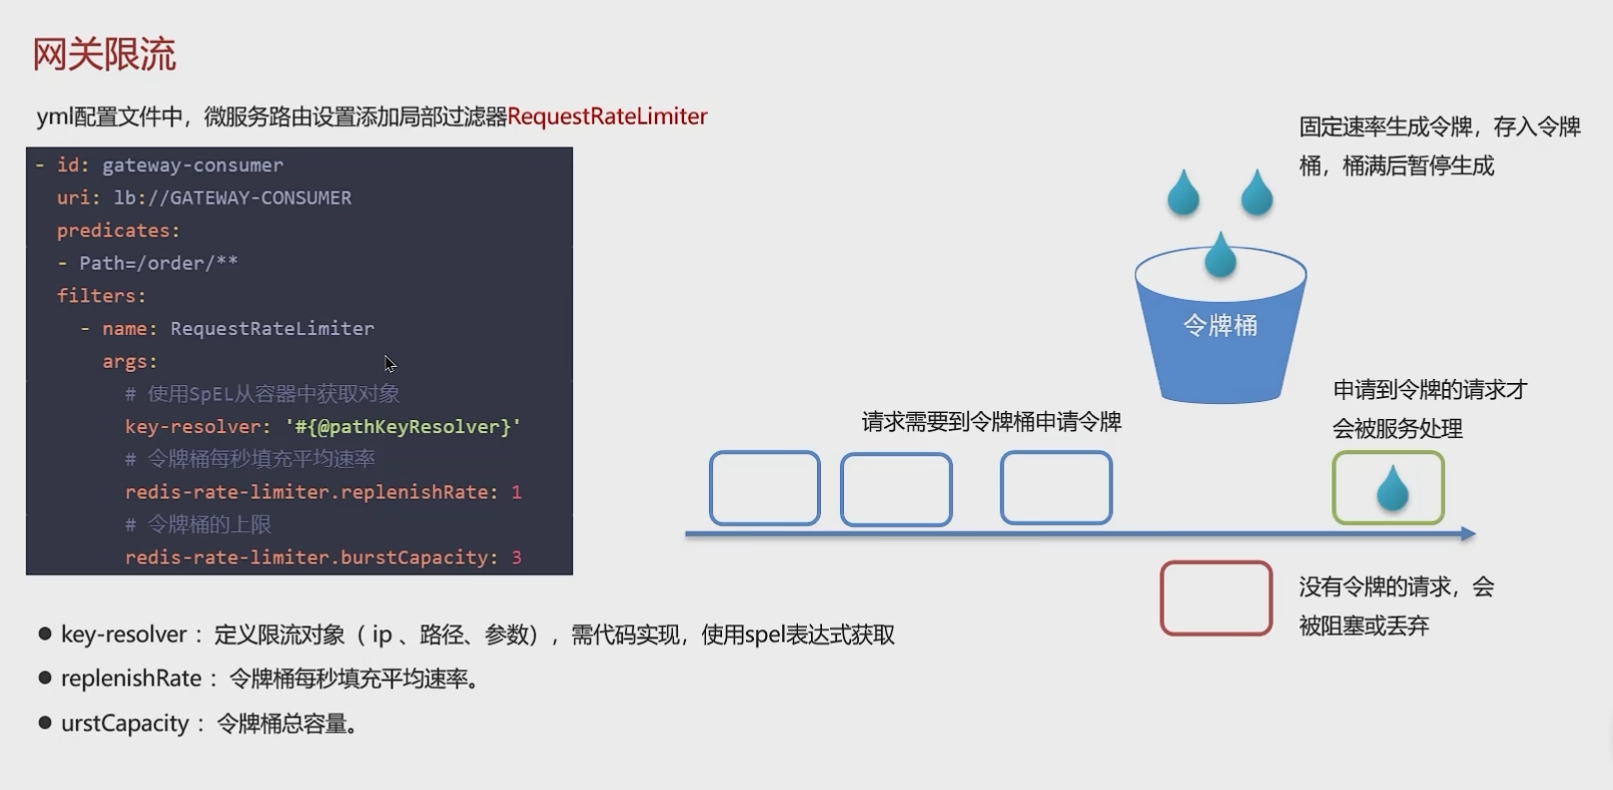 网关限流
yml配置文件中，微服务路由设置添加局部过滤器RequestRateLimiter
- id: gateway-consumer
uri: lb://GATEWAY-CONSUMER
predicates:
- Path=/order/**
filters:
- name: RequestRateLimiter
args:
# 使用SpEL从容器中获取对象
key-resolver: '#{@pathKeyResolver}'
# 令牌桶每秒填充平均速率
redis-rate-limiter.replenishRate: 1
# 令牌桶的上限
redis-rate-limiter.burstCapacity: 3
● key-resolver： 定义限流对象（ ip 、路径、参数），需代码实现，使用spel表达式获取
● replenishRate： 令牌桶每秒填充平均速率。
● urstCapacity： 令牌桶总容量。
固定速率生成令牌，存入令牌
桶，桶满后暂停生成
令牌桶
请求需要到令牌桶申请令牌
申请到令牌的请求才
会被服务处理
没有令牌的请求，会
被阻塞或丢弃